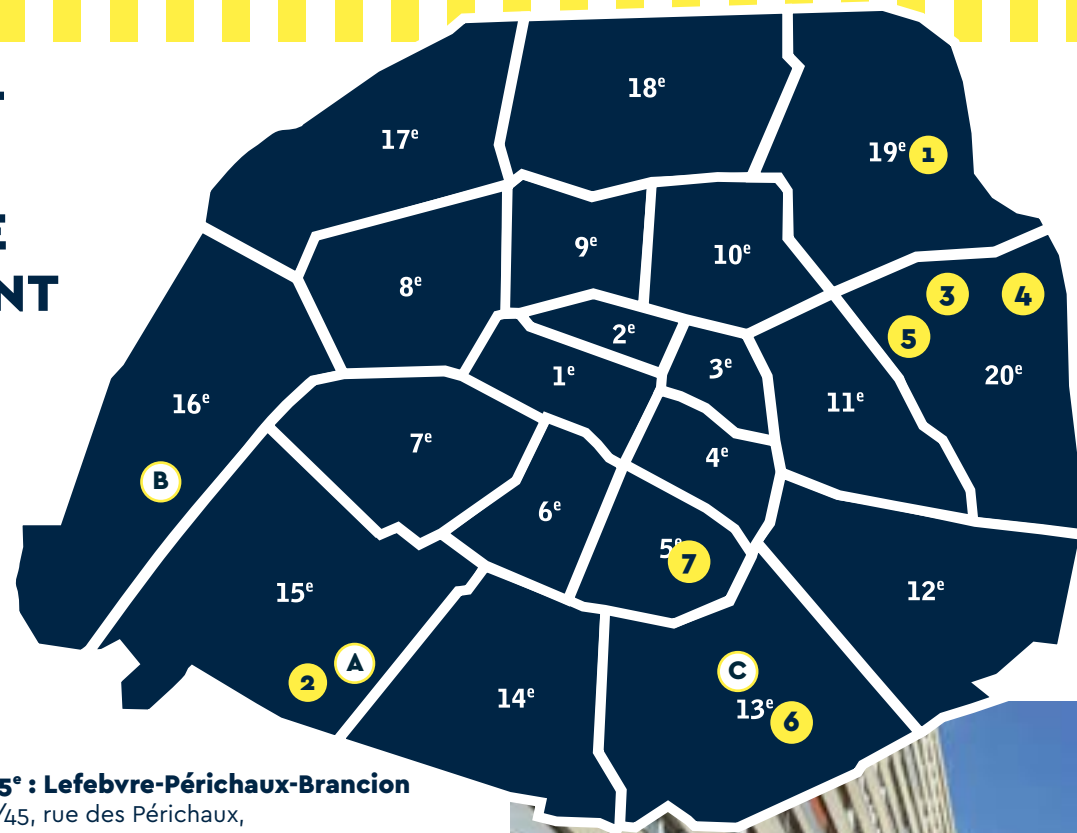 E
NT
18ᵉ
17ᵉ
19ᵉ 1
9ᵉ
10ᵉ
8ᵉ
3 4
5
2ᵉ
3ᵉ
20ᵉ
1ᵉ
16ᵉ
11ᵉ
7ᵉ
4ᵉ
B
6ᵉ
5ᵉ 7
15ᵉ
12ᵉ
A
2
C
14ᵉ
13ᵉ 6
5ᵉ : Lefebvre-Périchaux-Brancion
/45, rue des Périchaux,